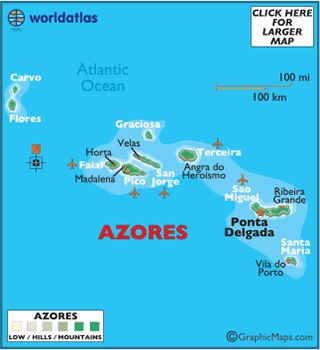 worldatlas
CLICK HERE
FOR
LARGER
MAP
Carvo
Flores
Atlantic
Ocean
100 mi
100 km
Graciosa
Velas
Horta
Faial
Madalena
Pico
San
Jorge
Terceira
Angra do
Heroismo
Sao
Miguel
Ribeira
Grande
Ponta
Delgada
Santa
Maria
Vila do
Porto
AZORES
AZORES
LOW / HILLS / MOUNTAINS
©GraphicMaps.com